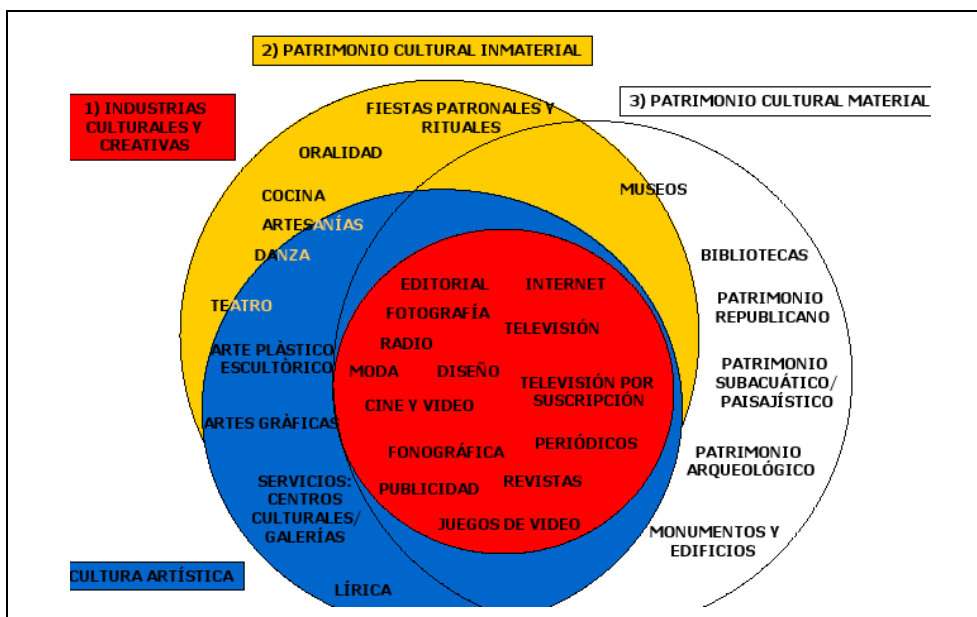 2) PATRIMONIO CULTURAL INMATERIAL
1) INDUSTRIAS
CULTURALES Y
CREATIVAS
3) PATRIMONIO CULTURAL MATERIAL
FIESTAS PATRONALES Y
RITUALES
ORALIDAD
COCINA
ARTESANÍAS
DANZA
TEATRO
MUSEOS
BIBLIOTECAS
PATRIMONIO
REPUBLICANO
PATRIMONIO
SUBACUÁTICO/
PAISAJÍSTICO
PATRIMONIO
ARQUEOLÓGICO
MONUMENTOS Y
EDIFICIOS
EDITORIAL
INTERNET
FOTOGRAFÍA
TELEVISIÓN
RADIO
MODA
DISEÑO
TELEVISIÓN POR
SUSCRIPCIÓN
CINE Y VIDEO
PERIÓDICOS
FONOGRÁFICA
REVISTAS
PUBLICIDAD
JUEGOS DE VIDEO
ARTE PLÀSTICO
ESCULTÒRICO
ARTES GRÀFICAS
SERVICIOS:
CENTROS
CULTURALES/
GALERÍAS
LÍRICA
CULTURA ARTÍSTICA